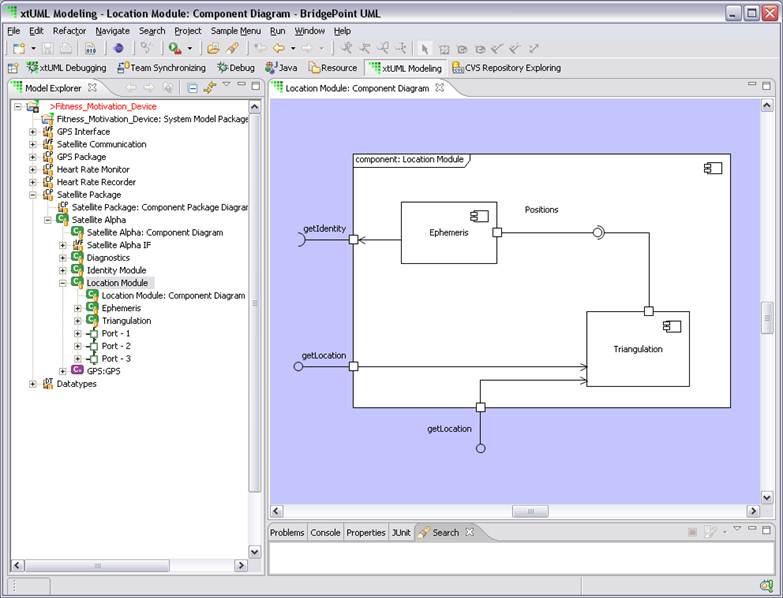 xtUML Modeling - Location Module: Component Diagram - BridgePoint UML
File Edit Refactor Navigate Search Project Sample Menu Run Window Help
xtUML Debugging Team Synchronizing Debug Java Resource xtUML Modeling CVS Repository Exploring
Model Explorer
>Fitness_Motivation_Device
Fitness_Motivation_Device: System Model Package
GPS Interface
Satellite Communication
GPS Package
Heart Rate Monitor
Heart Rate Recorder
Satellite Package
Satellite Package: Component Package Diagram
Satellite Alpha
Satellite Alpha: Component Diagram
Satellite Alpha IF
Diagnostics
Identity Module
Location Module
Location Module: Component Diagram
Ephemeris
Triangulation
Port - 1
Port - 2
Port - 3
GPS:GPS
Datatypes
Location Module: Component Diagram
component: Location Module
getIdentity
Ephemeris
Positions
getLocation
Triangulation
getLocation
Problems Console Properties JUnit Search